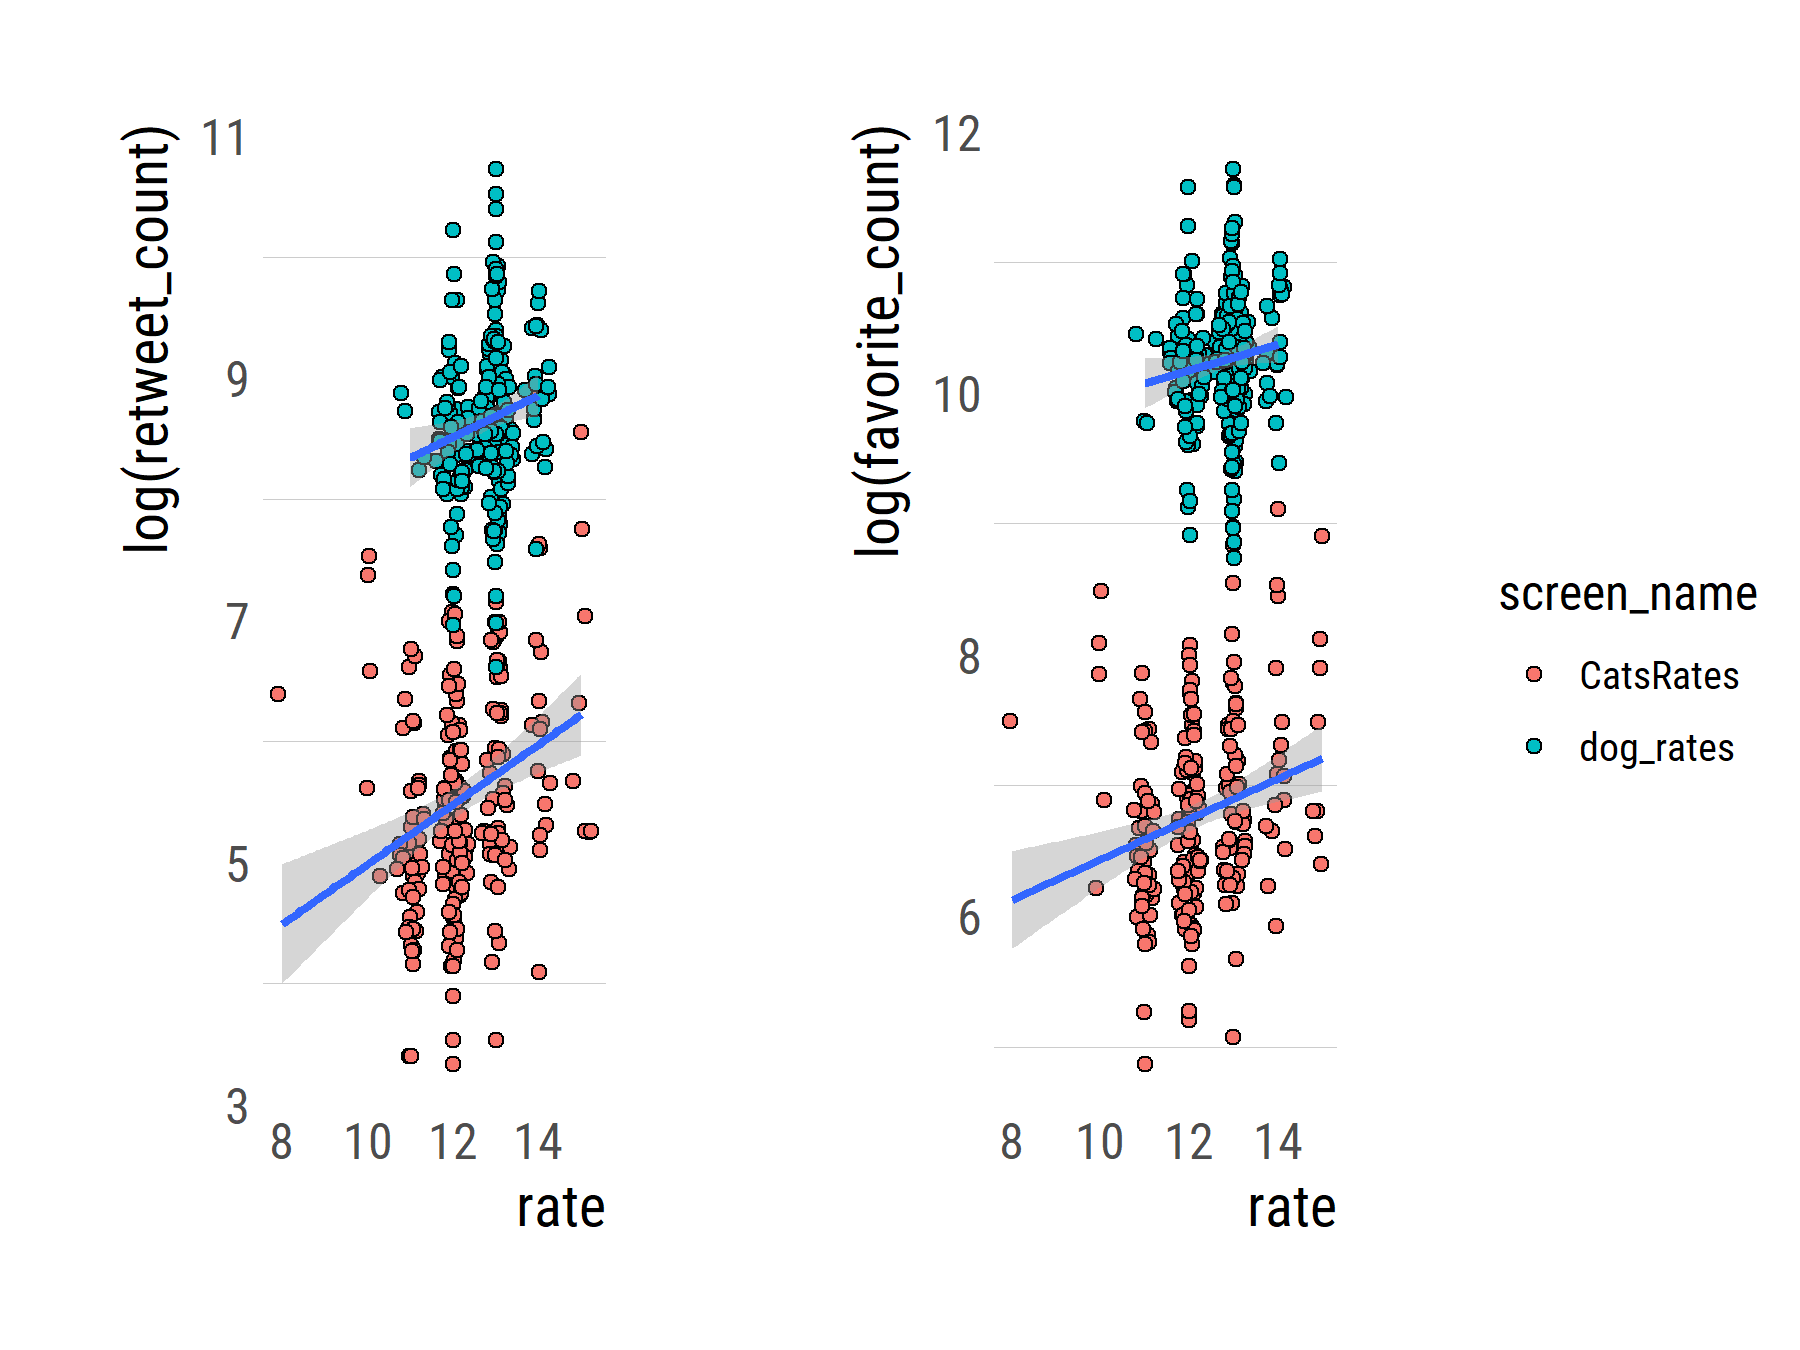 log(retweet_count)
11
9
7
5
3
8 10 12 14
rate
log(favorite_count)
12
10
8
6
8 10 12 14
rate
screen_name
CatsRates
dog_rates